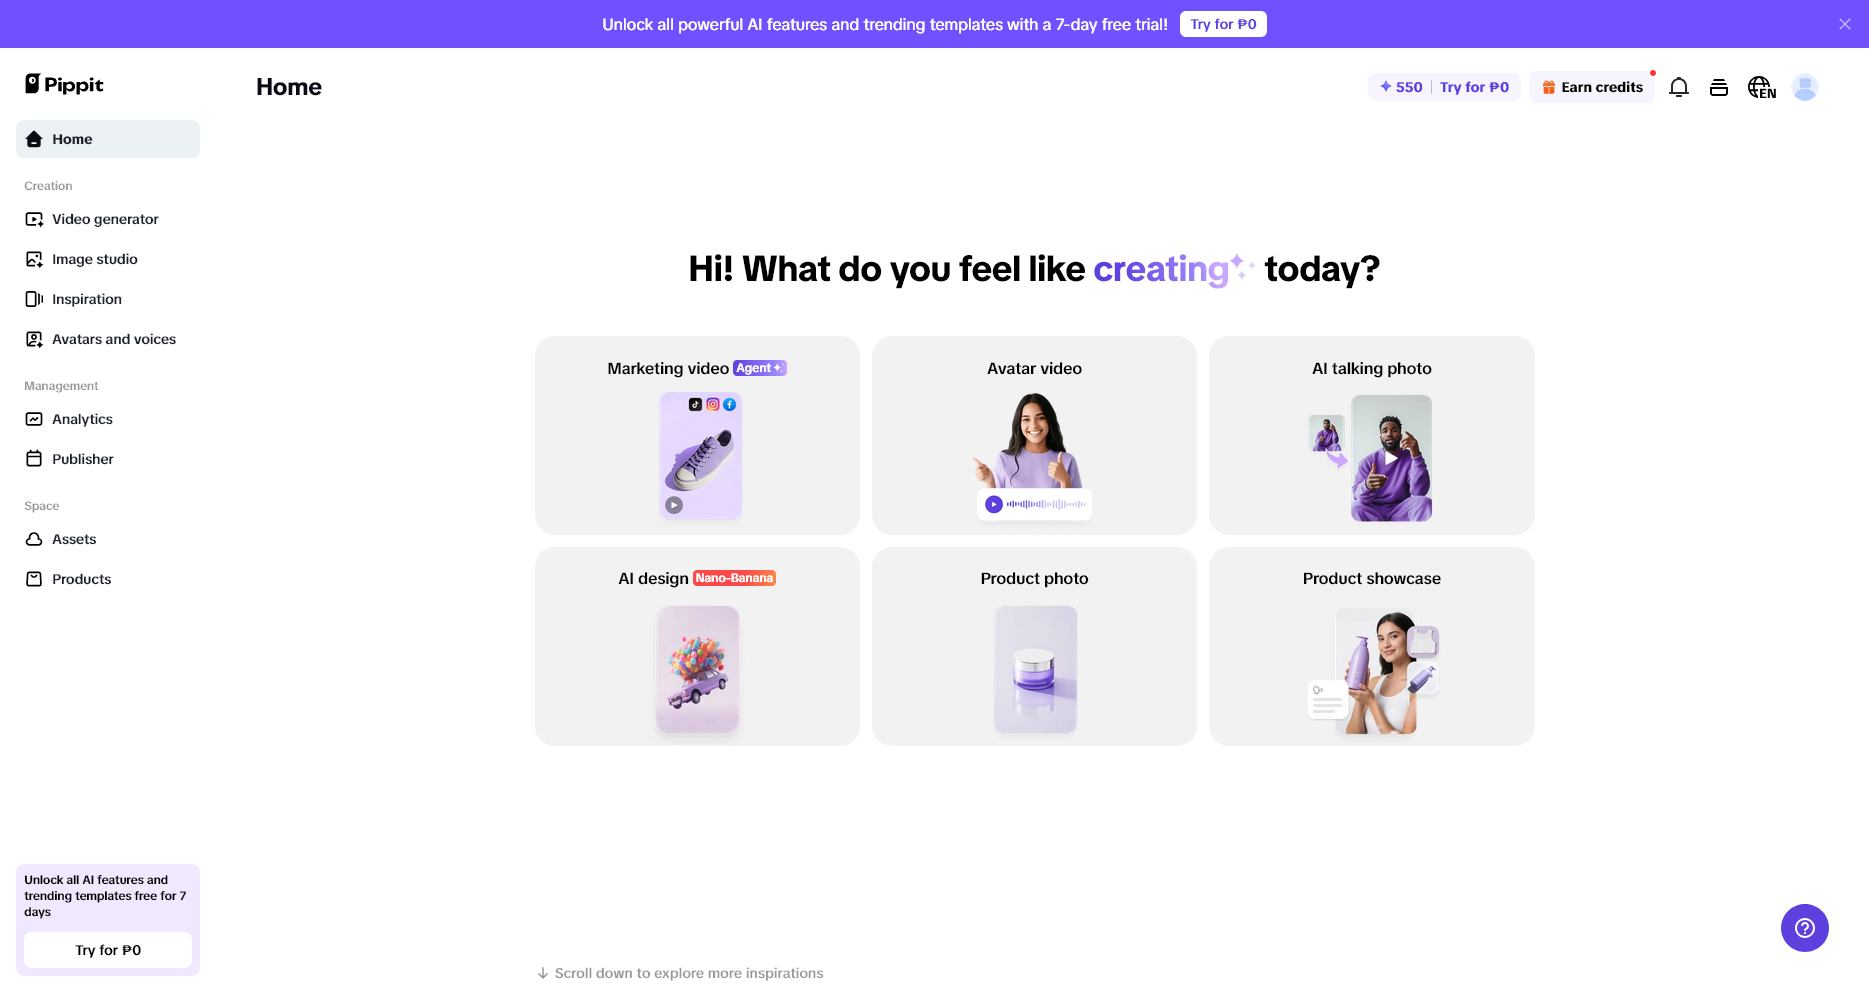 Unlock all powerful AI features and trending templates with a 7-day free trial! Try for ₱0
Pippit
Home
550 Try for ₱0
Earn credits
EN
Home
Creation
Video generator
Image studio
Inspiration
Avatars and voices
Management
Analytics
Publisher
Space
Assets
Products
Hi! What do you feel like creating today?
Marketing video Agent
Avatar video
AI talking photo
AI design Nano-Banana
Product photo
Product showcase
Unlock all AI features and
trending templates free for 7
days
Try for ₱0
Scroll down to explore more inspirations